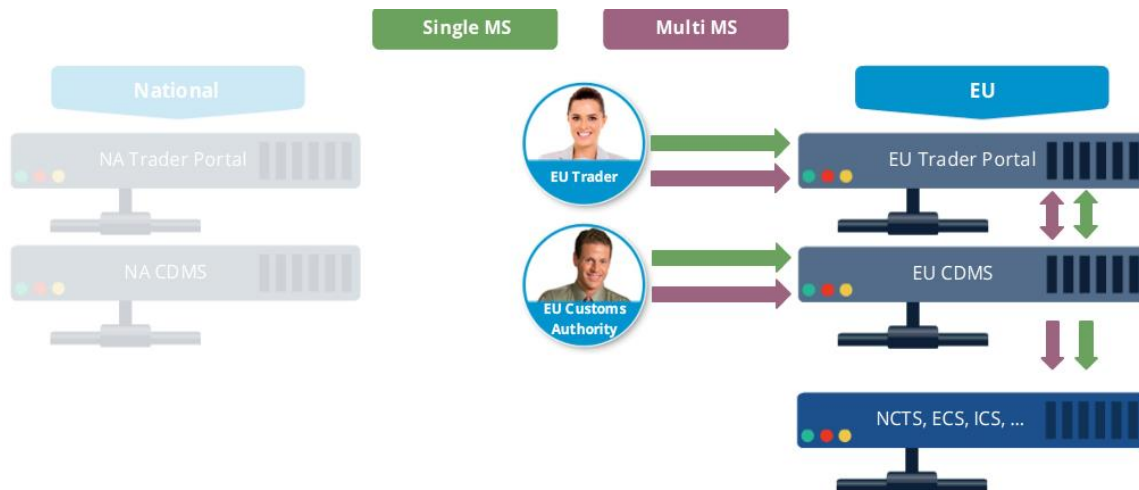 Single MS
Multi MS
National
EU
NA Trader Portal
EU Trader
EU Trader Portal
NA CDMS
EU Customs
Authority
EU CDMS
NCTS, ECS, ICS, ...